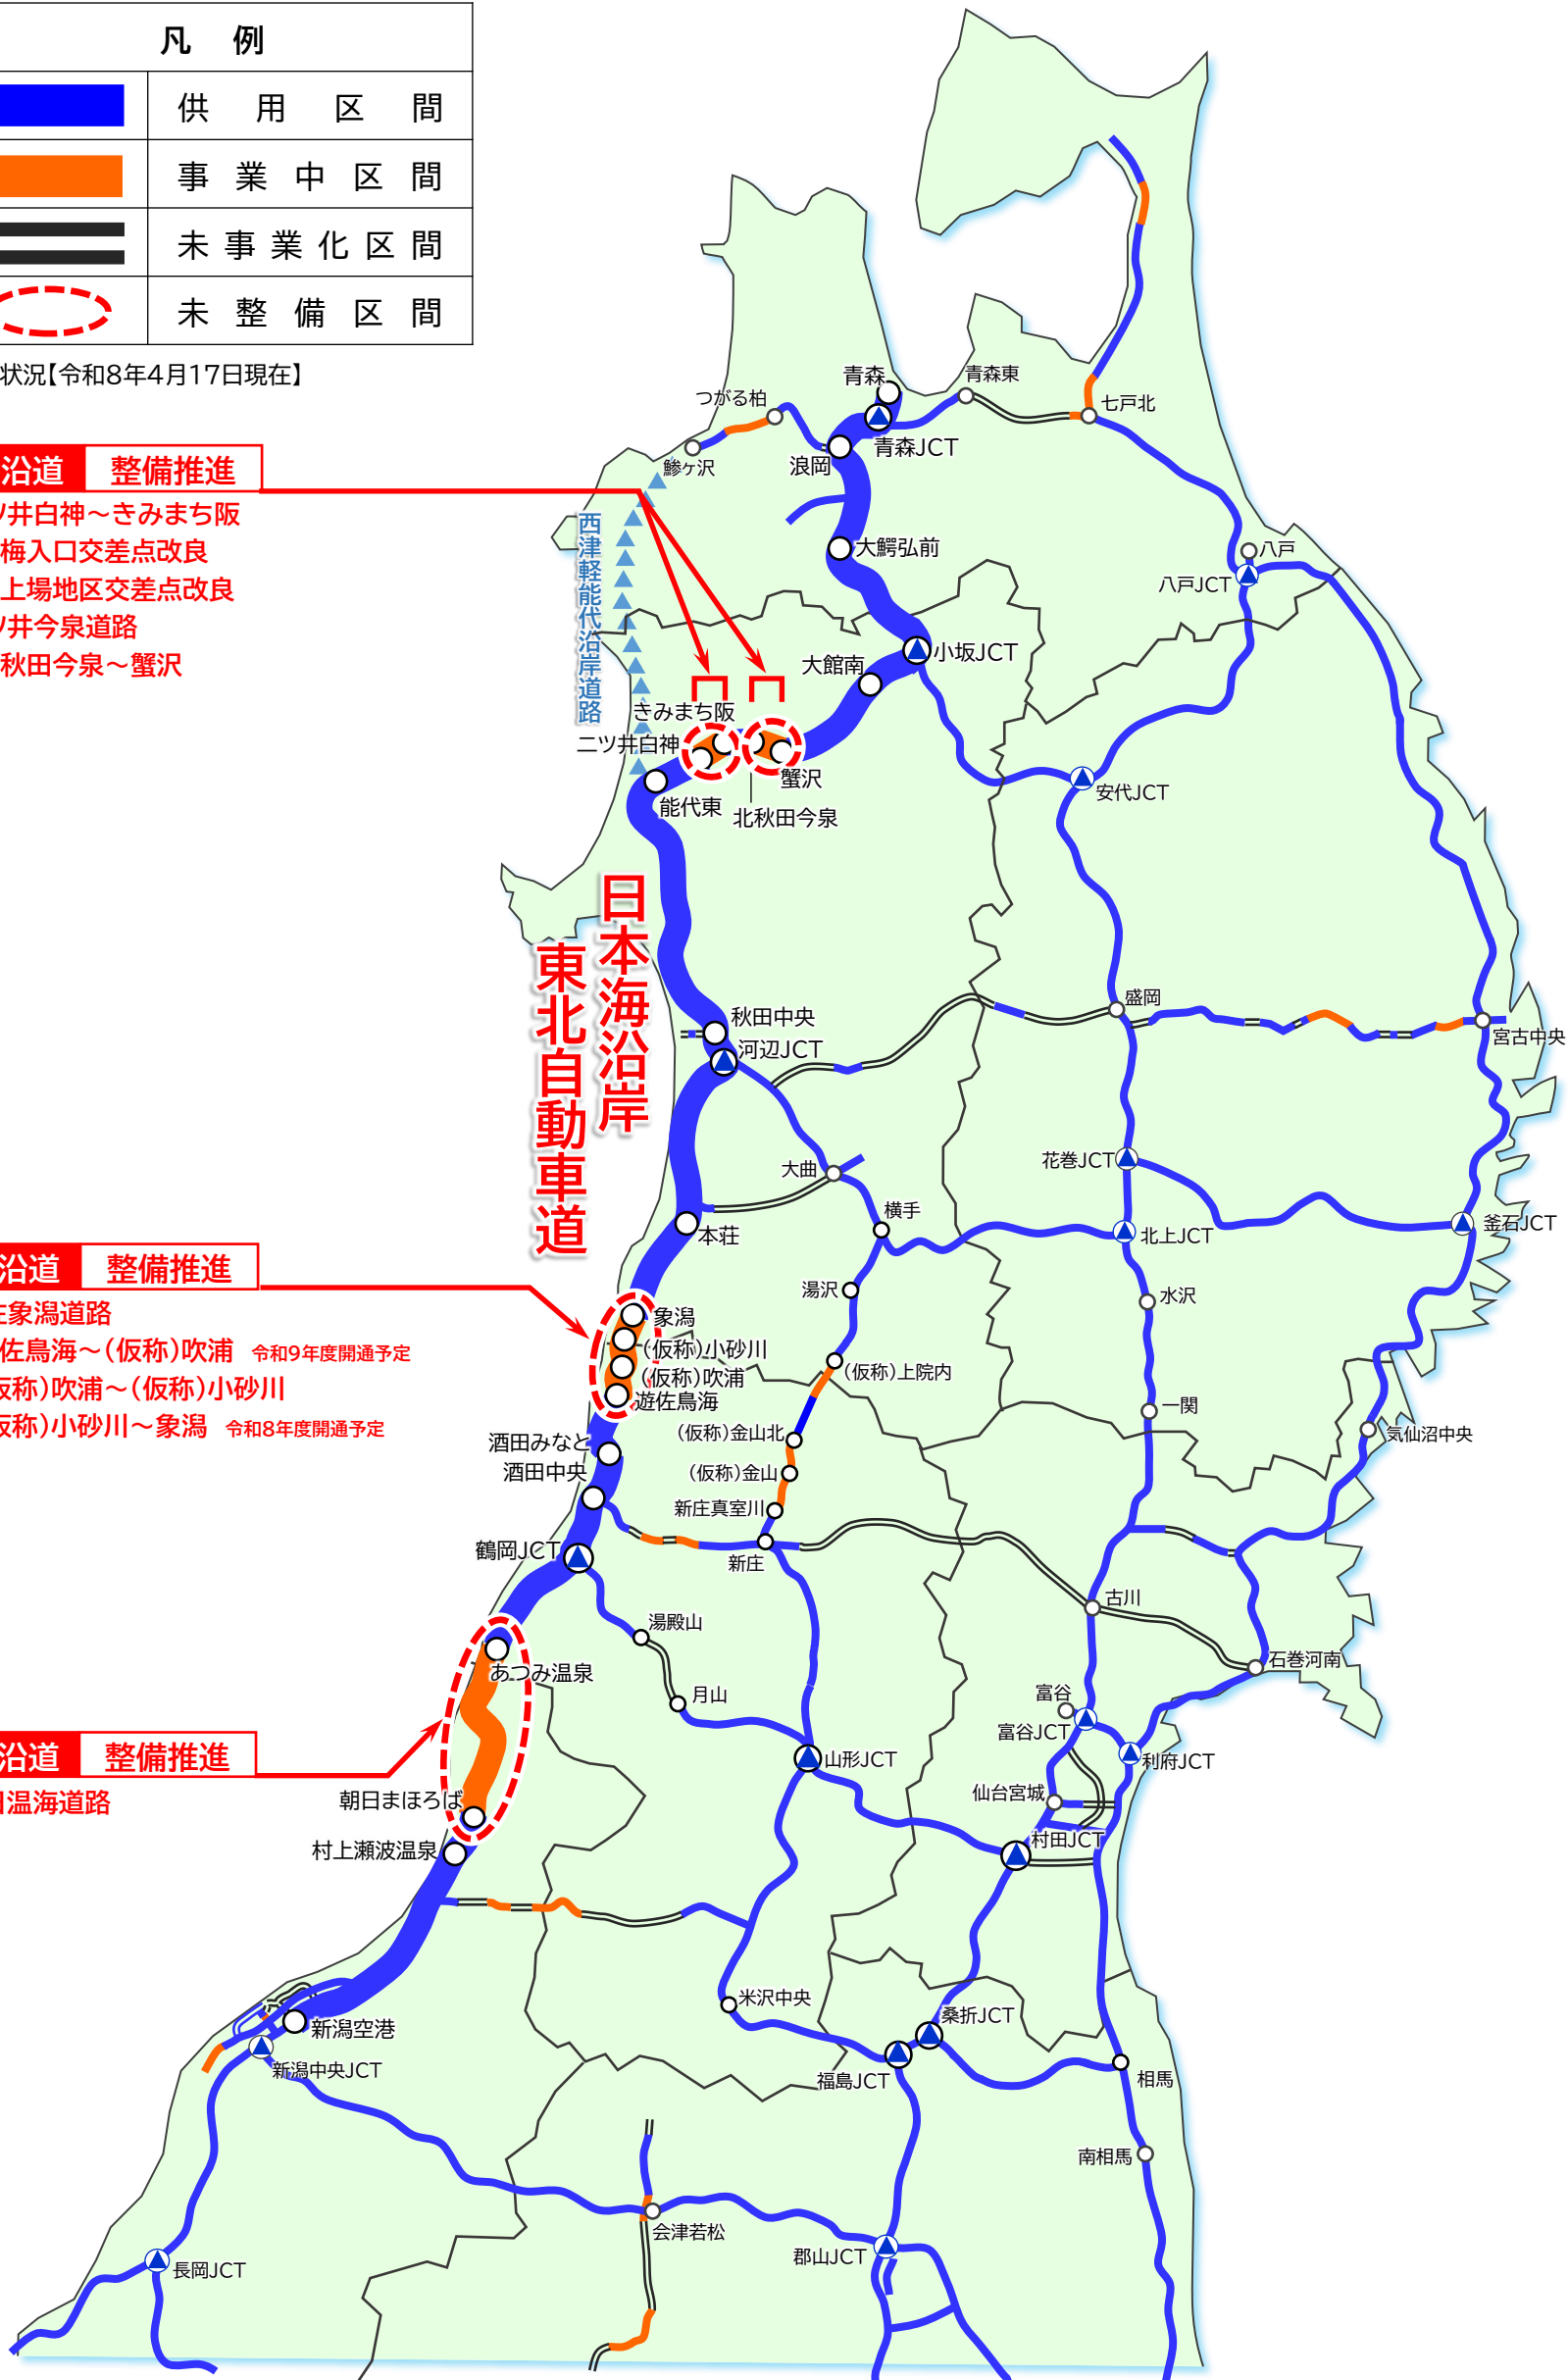 凡 例
供 用 区 間
事 業 中 区 間
未 事 業 化 区 間
未 整 備 区 間
状況【令和8年4月17日現在】
沿道 整備推進
ツ井白神～きみまち阪
梅入口交差点改良
上場地区交差点改良
ツ井今泉道路
秋田今泉～蟹沢
沿道 整備推進
象潟道路
佐鳥海～（仮称）吹浦 令和9年度開通予定
仮称）吹浦～（仮称）小砂川
仮称）小砂川～象潟 令和8年度開通予定
沿道 整備推進
温海道路
日本海沿岸
東北自動車道
西津軽能代沿岸道路
青森
青森東
つがる柏
七戸北
青森JCT
浪岡
鰺ヶ沢
大鰐弘前
八戸
八戸JCT
小坂JCT
大館南
きみまち阪
二ツ井白神
蟹沢
能代東
北秋田今泉
安代JCT
盛岡
秋田中央
宮古中央
河辺JCT
大曲
花巻JCT
横手
本荘
北上JCT
釜石JCT
湯沢
水沢
象潟
（仮称）小砂川
（仮称）吹浦
遊佐鳥海
（仮称）上院内
一関
気仙沼中央
（仮称）金山北
酒田みなと
酒田中央
（仮称）金山
新庄真室川
鶴岡JCT
新庄
古川
湯殿山
石巻河南
あつみ温泉
月山
富谷
富谷JCT
山形JCT
利府JCT
仙台宮城
朝日まほろば
村田JCT
村上瀬波温泉
米沢中央
桑折JCT
新潟空港
新潟中央JCT
福島JCT
相馬
南相馬
会津若松
郡山JCT
長岡JCT